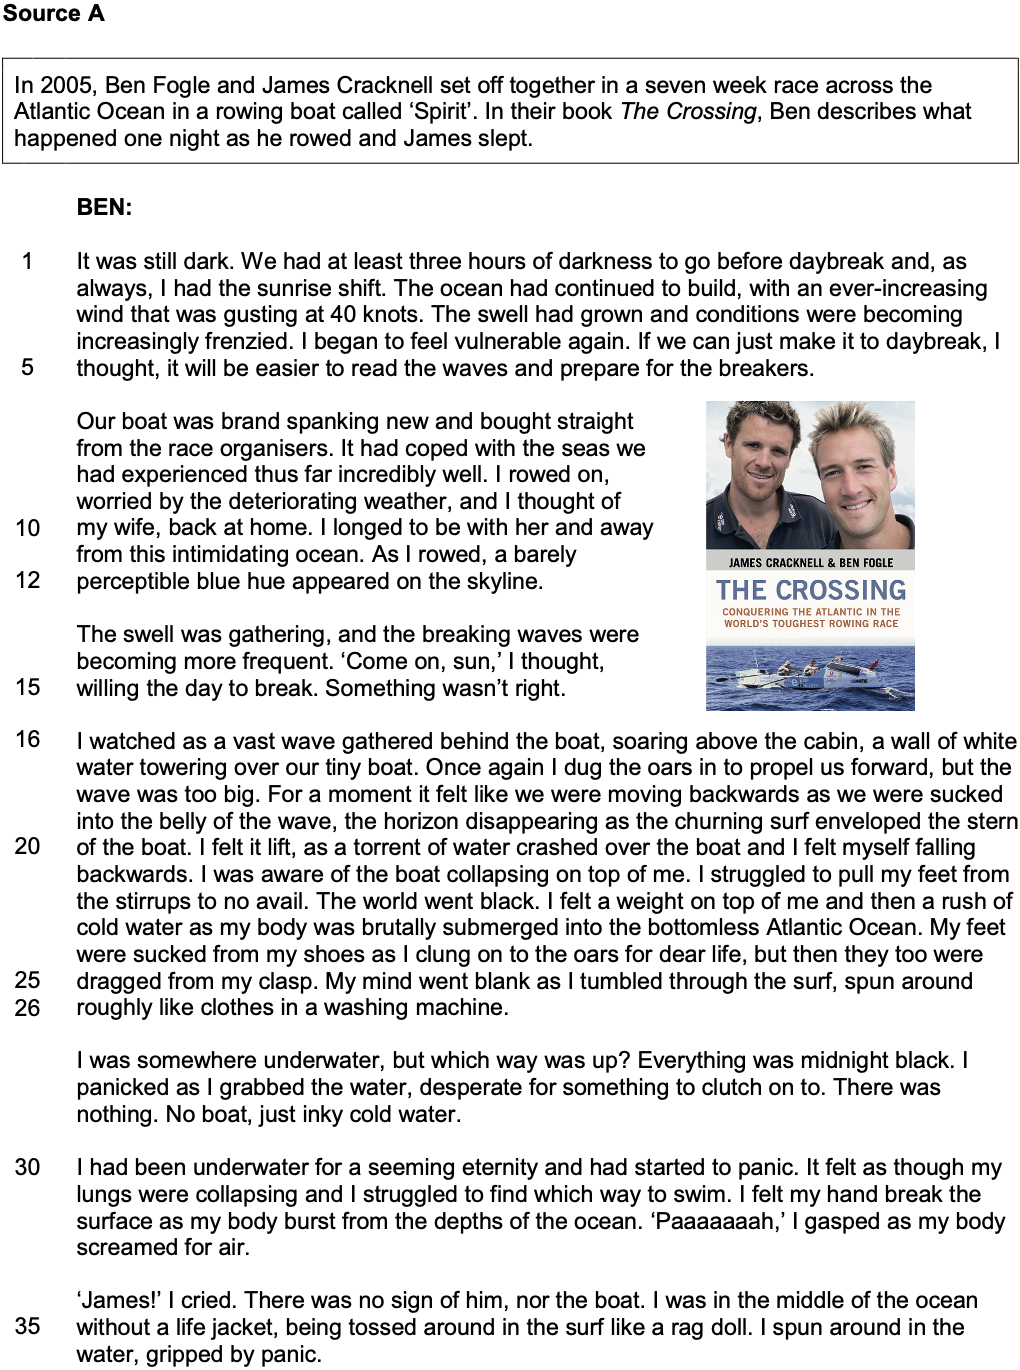 Source A
In 2005, Ben Fogle and James Cracknell set off together in a seven week race across the
Atlantic Ocean in a rowing boat called ‘Spirit’. In their book The Crossing, Ben describes what
happened one night as he rowed and James slept.
BEN:
1 It was still dark. We had at least three hours of darkness to go before daybreak and, as
always, I had the sunrise shift. The ocean had continued to build, with an ever-increasing
wind that was gusting at 40 knots. The swell had grown and conditions were becoming
increasingly frenzied. I began to feel vulnerable again. If we can just make it to daybreak, I
5 thought, it will be easier to read the waves and prepare for the breakers.
Our boat was brand spanking new and bought straight
from the race organisers. It had coped with the seas we
had experienced thus far incredibly well. I rowed on,
worried by the deteriorating weather, and I thought of
10 my wife, back at home. I longed to be with her and away
from this intimidating ocean. As I rowed, a barely
12 perceptible blue hue appeared on the skyline.
The swell was gathering, and the breaking waves were
becoming more frequent. ‘Come on, sun,’ I thought,
15 willing the day to break. Something wasn’t right.
JAMES CRACKNELL & BEN FOGLE
THE CROSSING
CONQUERING THE ATLANTIC IN THE
WORLD’S TOUGHEST ROWING RACE
16 I watched as a vast wave gathered behind the boat, soaring above the cabin, a wall of white
water towering over our tiny boat. Once again I dug the oars in to propel us forward, but the
wave was too big. For a moment it felt like we were moving backwards as we were sucked
into the belly of the wave, the horizon disappearing as the churning surf enveloped the stern
20 of the boat. I felt it lift, as a torrent of water crashed over the boat and I felt myself falling
backwards. I was aware of the boat collapsing on top of me. I struggled to pull my feet from
the stirrups to no avail. The world went black. I felt a weight on top of me and then a rush of
cold water as my body was brutally submerged into the bottomless Atlantic Ocean. My feet
were sucked from my shoes as I clung on to the oars for dear life, but then they too were
25 dragged from my clasp. My mind went blank as I tumbled through the surf, spun around
26 roughly like clothes in a washing machine.
I was somewhere underwater, but which way was up? Everything was midnight black. I
panicked as I grabbed the water, desperate for something to clutch on to. There was
nothing. No boat, just inky cold water.
30 I had been underwater for a seeming eternity and had started to panic. It felt as though my
lungs were collapsing and I struggled to find which way to swim. I felt my hand break the
surface as my body burst from the depths of the ocean. ‘Paaaaaaah,’ I gasped as my body
screamed for air.
‘James!’ I cried. There was no sign of him, nor the boat. I was in the middle of the ocean
35 without a life jacket, being tossed around in the surf like a rag doll. I spun around in the
water, gripped by panic.